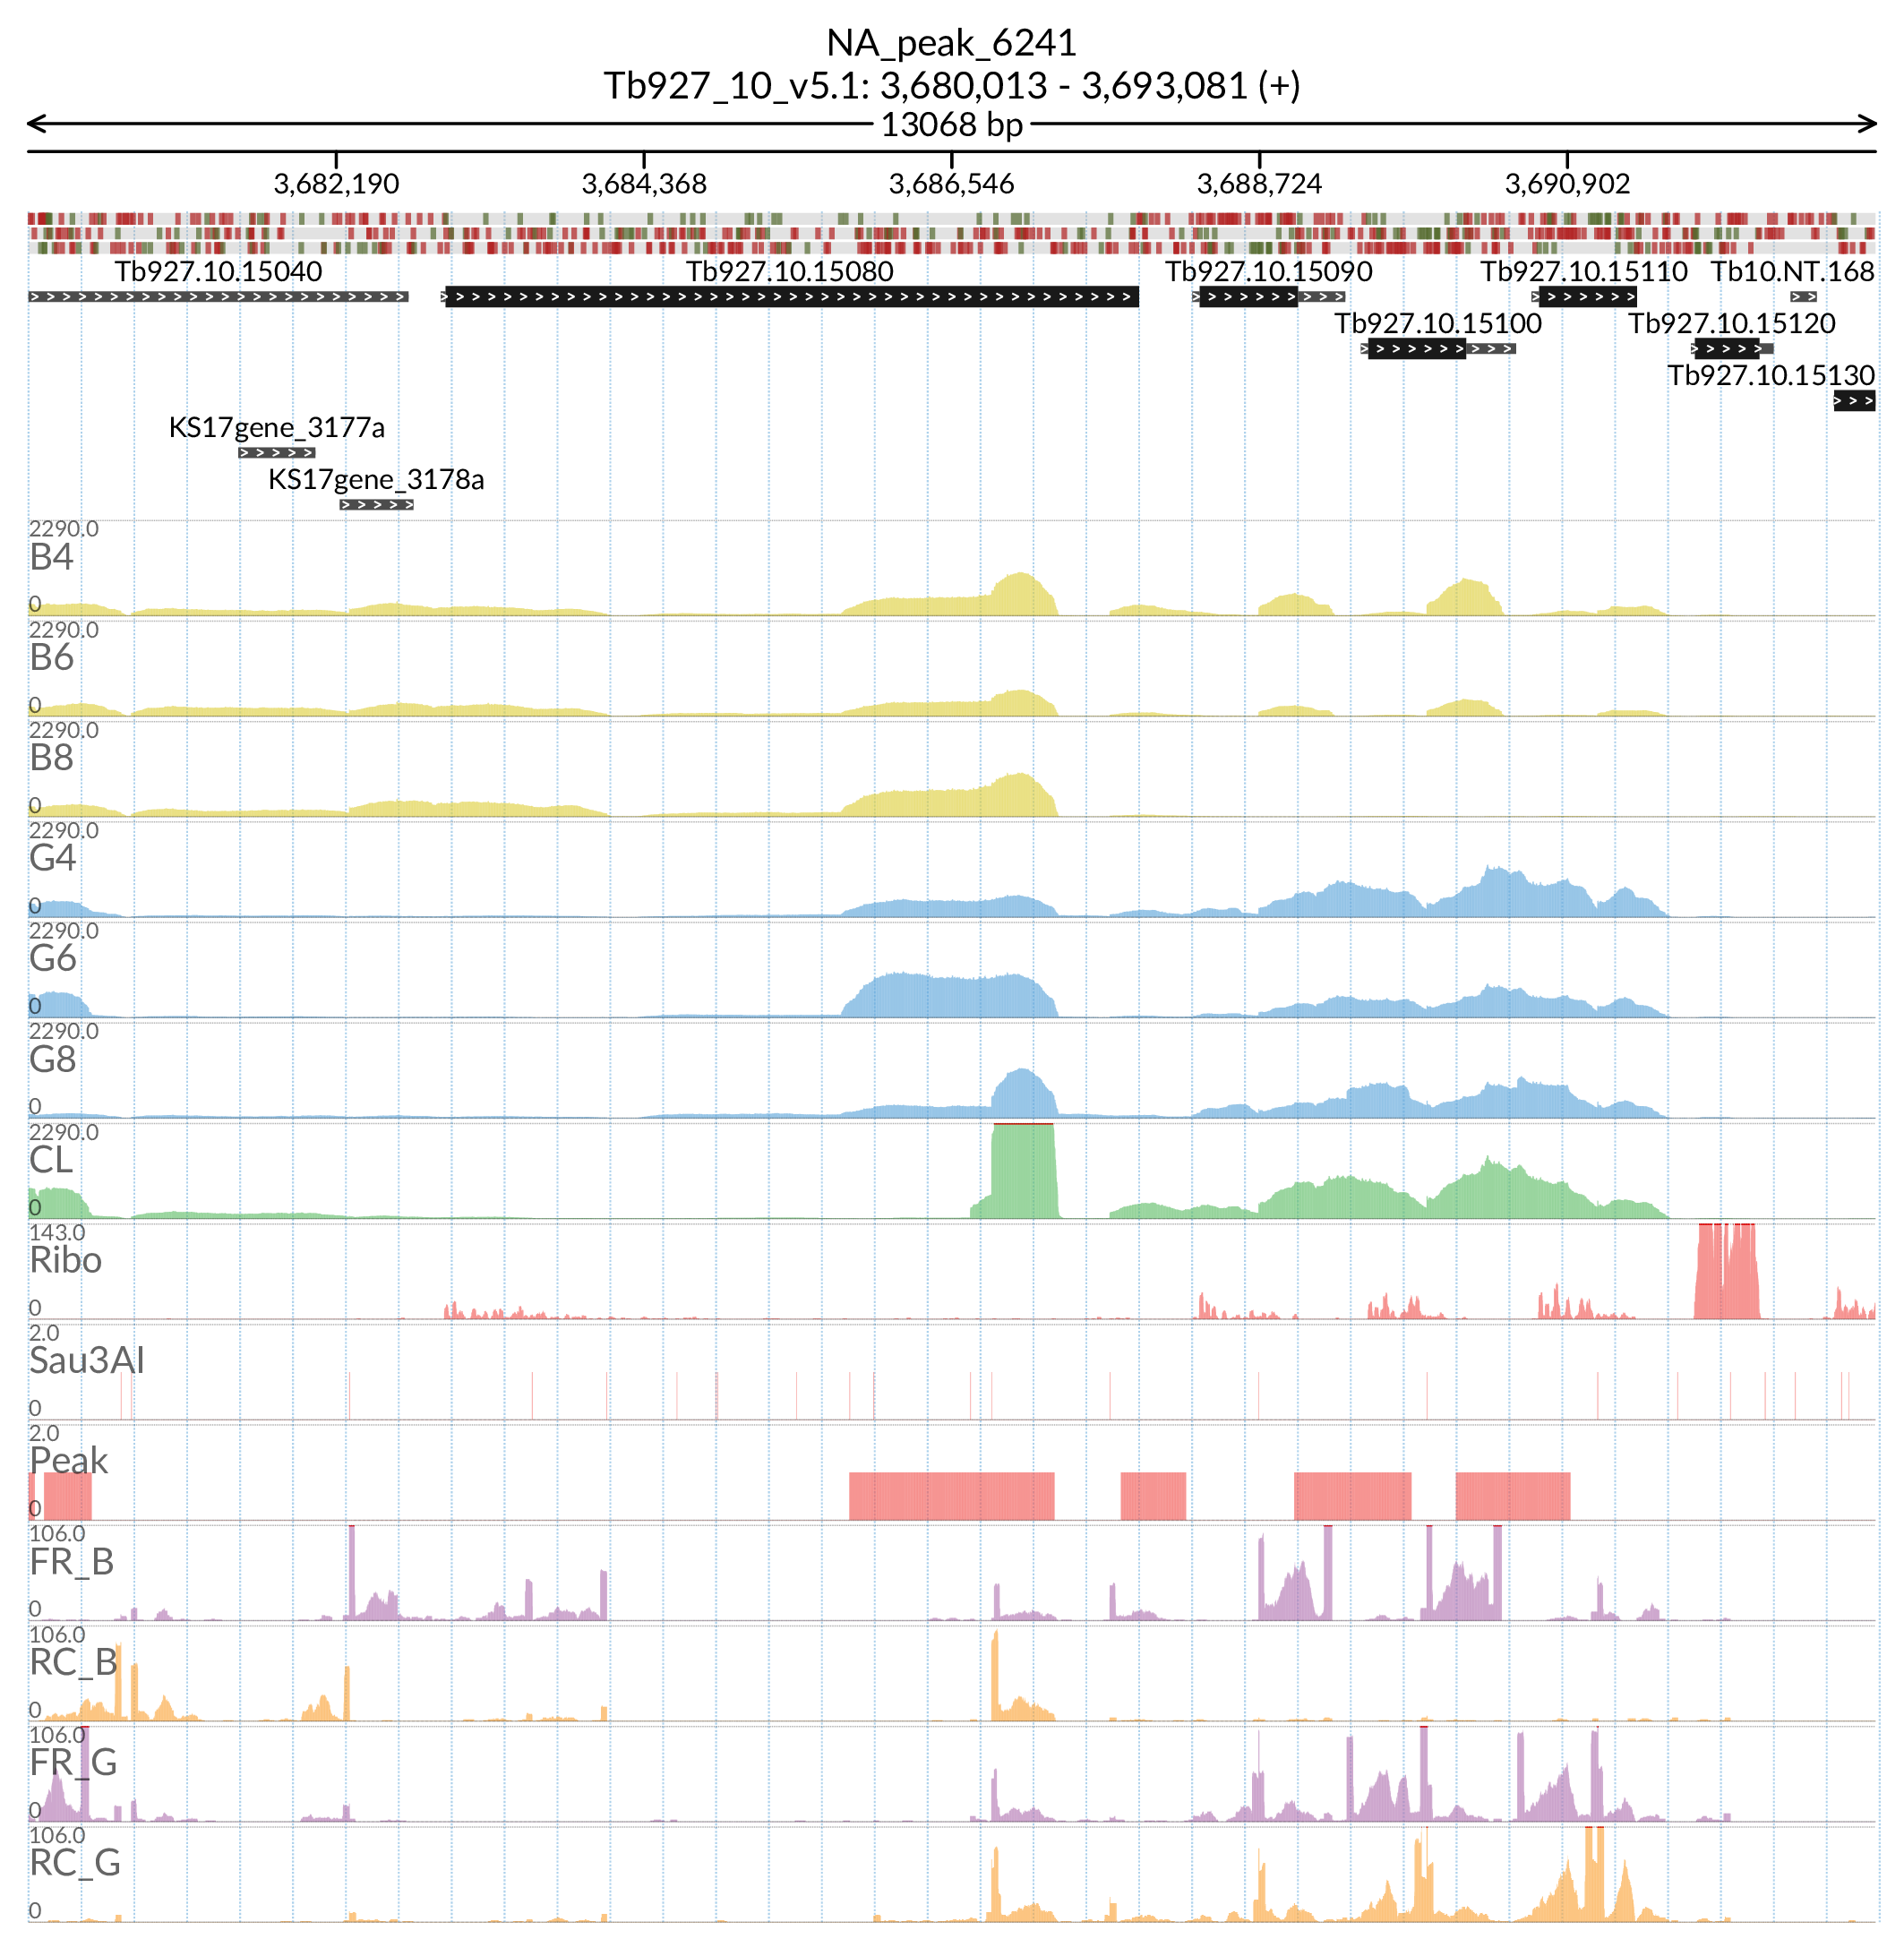 NA_peak_6241
Tb927_10_v5.1: 3,680,013 - 3,693,081 (+)
13068 bp
3,682,190 3,684,368 3,686,546 3,688,724 3,690,902
Tb927.10.15040 Tb927.10.15080 Tb927.10.15090 Tb927.10.15110 Tb10.NT.168
Tb927.10.15100 Tb927.10.15120
Tb927.10.15130
KS17gene_3177a
KS17gene_3178a
2290.0
B4
0
2290.0
B6
0
2290.0
B8
0
2290.0
G4
0
2290.0
G6
0
2290.0
G8
0
2290.0
CL
0
143.0
Ribo
0
2.0
Sau3AI
0
2.0
Peak
0
106.0
FR_B
0
106.0
RC_B
0
106.0
FR_G
0
106.0
RC_G
0